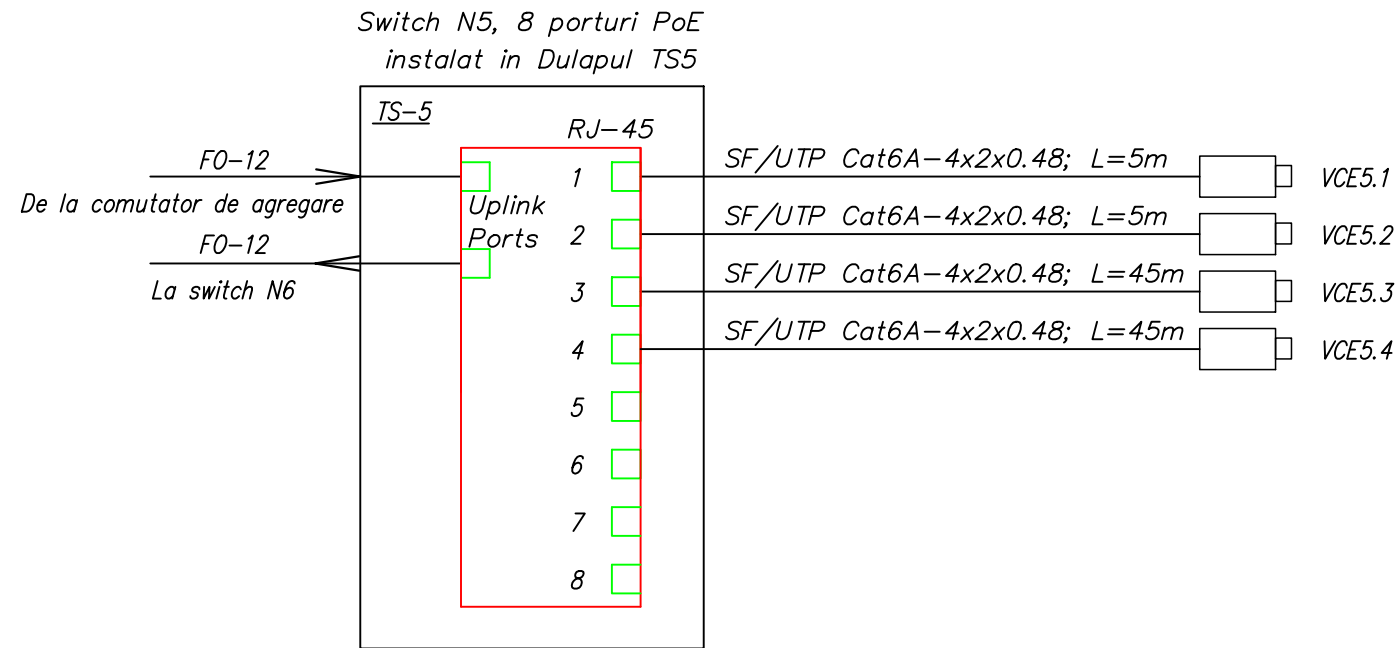 Switch N5, 8 porturi PoE
instalat in Dulapul TS5
TS-5
RJ-45
FO-12
De la comutator de agregare
FO-12
La switch N6
Uplink
Ports
1
2
3
4
5
6
7
8
SF/UTP Cat6A-4x2x0.48; L=5m
VCE5.1
SF/UTP Cat6A-4x2x0.48; L=5m
VCE5.2
SF/UTP Cat6A-4x2x0.48; L=45m
VCE5.3
SF/UTP Cat6A-4x2x0.48; L=45m
VCE5.4